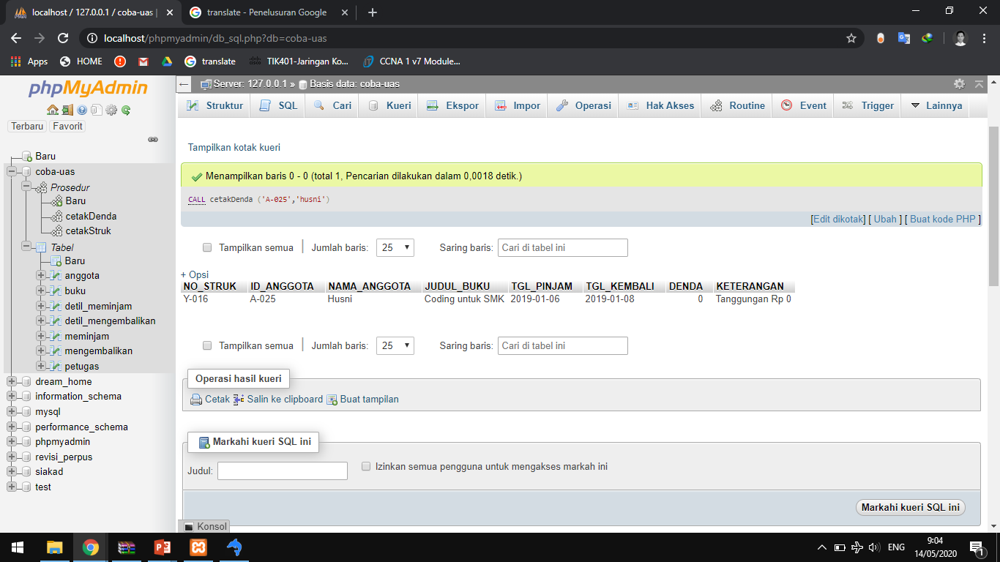 localhost / 127.0.0.1 / coba-uas |
translate - Penelusuran Google
localhost/phpmyadmin/db_sql.php?db=coba-uas
Apps HOME translate TIK401-Jaringan Ko... CCNA 1 v7 Module...
phpMyAdmin
Terbaru Favorit
Baru
coba-uas
Prosedur
Baru
cetakDenda
cetakStruk
Tabel
Baru
anggota
buku
detil_meminjam
detil_mengembalikan
meminjam
mengembalikan
petugas
dream_home
information_schema
mysql
performance_schema
phpmyadmin
revisi_perpus
siakad
test
Server: 127.0.0.1 » Basis data: coba-uas
Struktur SQL Cari Kueri Ekspor Impor Operasi Hak Akses Routine Event Trigger Lainnya
Tampilkan kotak kueri
Menampilkan baris 0 - 0 (total 1, Pencarian dilakukan dalam 0,0018 detik.)
CALL cetakDenda ('A-025','husni')
[Edit dikotak] [ Ubah ] [ Buat kode PHP ]
Tampilkan semua | Jumlah baris: 25 Saring baris: Cari di tabel ini
+ Opsi
NO_STRUK ID_ANGGOTA NAMA_ANGGOTA JUDUL_BUKU TGL_PINJAM TGL_KEMBALI DENDA KETERANGAN
Y-016 A-025 Husni Coding untuk SMK 2019-01-06 2019-01-08 0 Tanggungan Rp 0
Tampilkan semua | Jumlah baris: 25 Saring baris: Cari di tabel ini
Operasi hasil kueri
Cetak Salin ke clipboard Buat tampilan
Markahi kueri SQL ini
Judul: Izinkan semua pengguna untuk mengakses markah ini
Markahi kueri SQL ini
Konsol
ENG
9:04
14/05/2020
1